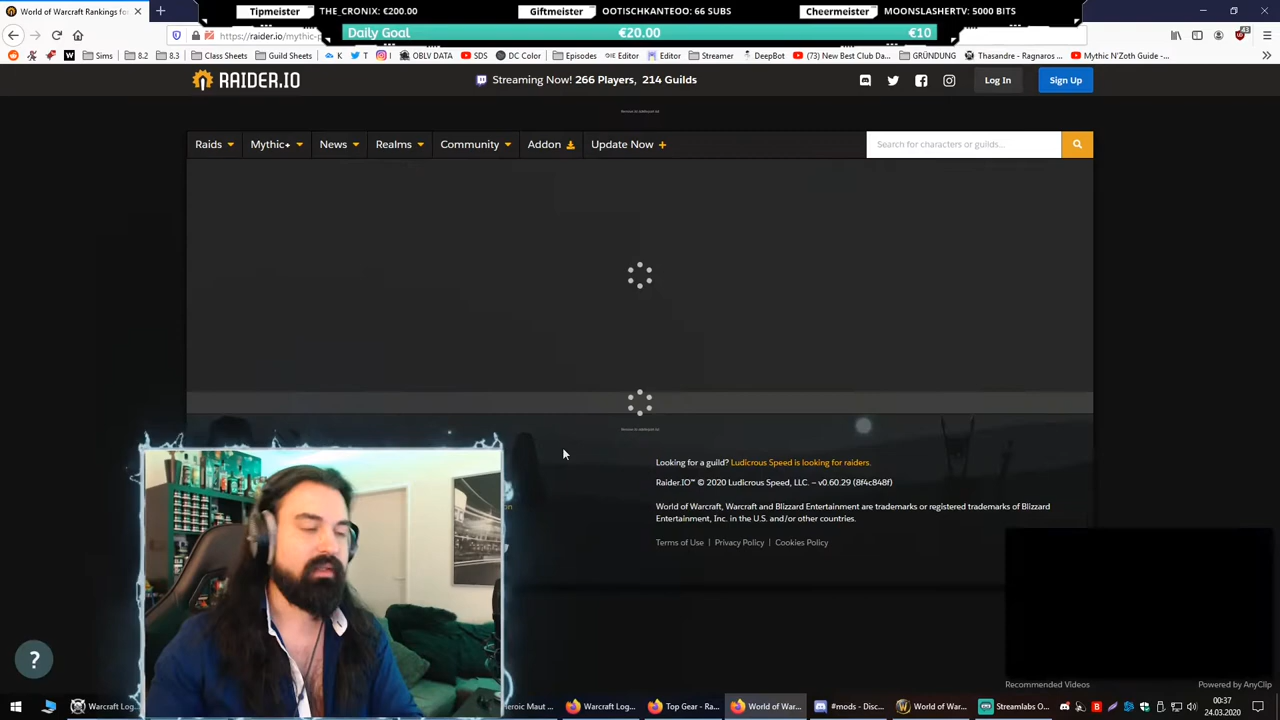 World of Warcraft Rankings fo
Tipmeister THE_CRONIX: €200.00 Giftmeister OOTISCHKANTEOO: 66 SUBS Cheermeister MOONSLASHERTV: 5000 BITS
Daily Goal €20.00 €10
https://raider.io/mythic-p
Sims 8.2 Class Sheets Guild Sheets K T I OBLV DATA SDS DC Color Episodes Editor Editor Streamer DeepBot (73) New Best Club Da... GRÜNDUNG Thasandre - Ragnaros ... Mythic N'Zoth Guide -...
RAIDER.IO Streaming Now! 266 Players, 214 Guilds Log In Sign Up
Raids Mythic+ News Realms Community Addon Update Now + Search for characters or guilds...
Looking for a guild? Ludicrous Speed is looking for raiders.
Raider.IO™ © 2020 Ludicrous Speed, LLC. – v0.60.29 (8f4c848f)
World of Warcraft, Warcraft and Blizzard Entertainment are trademarks or registered trademarks of Blizzard
Entertainment, Inc. in the U.S. and/or other countries.
Terms of Use | Privacy Policy | Cookies Policy
?
Recommended Videos Powered by AnyClip
Warcraft Log... Heroic Maut ... Warcraft Log... Top Gear - Ra... World of War... #mods - Disc... World of War... Streamlabs O... 00:37
24.03.2020